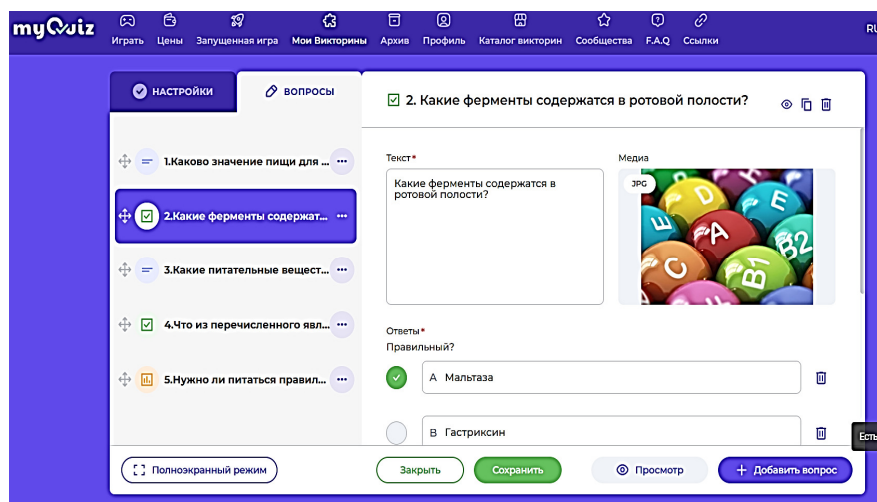 myQuiz
Играть Цены Запущенная игра Мои Викторины Архив Профиль Каталог викторин Сообщества F.A.Q Ссылки
RU
НАСТРОЙКИ ВОПРОСЫ
2. Какие ферменты содержатся в ротовой полости?
1.Каково значение пищи для ...
2.Какие ферменты содержат...
3.Какие питательные вещест...
4.Что из перечисленного явл...
5.Нужно ли питаться правил...
Текст*
Какие ферменты содержатся в
ротовой полости?
Медиа
JPG
D
E
E
A
B2
C
B1
Ответы*
Правильный?
A Мальтаза
B Гастриксин
Есть
Полноэкранный режим
Закрыть Сохранить Просмотр + Добавить вопрос